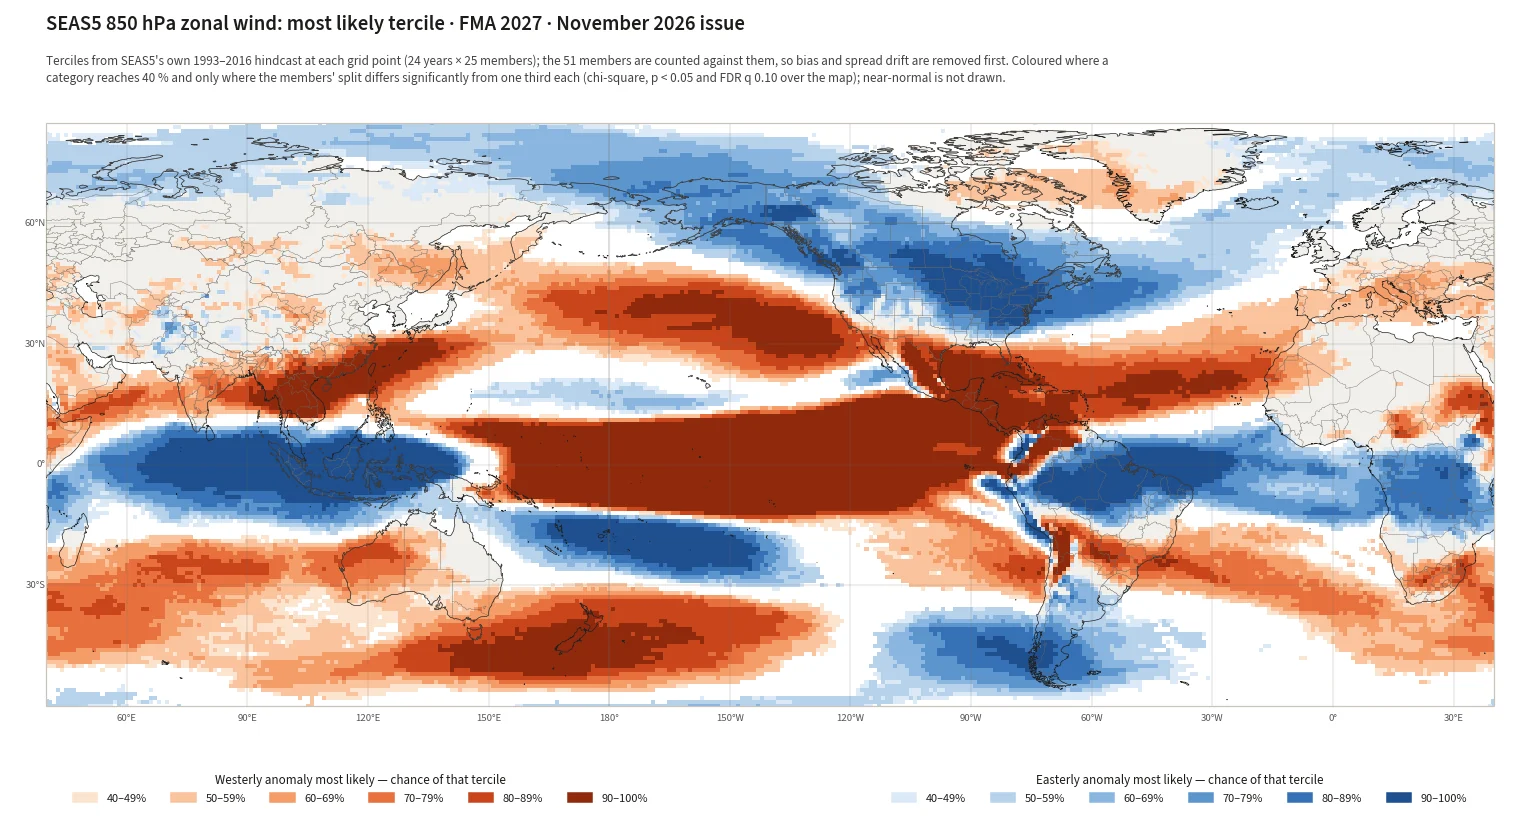 SEAS5 850 hPa zonal wind: most likely tercile · FMA 2027 · November 2026 issue
Terciles from SEAS5's own 1993–2016 hindcast at each grid point (24 years × 25 members); the 51 members are counted against them, so bias and spread drift are removed first. Coloured where a
category reaches 40 % and only where the members' split differs significantly from one third each (chi-square, p < 0.05 and FDR q 0.10 over the map); near-normal is not drawn.
60°N
30°N
0°
30°S
60°E 90°E 120°E 150°E 180° 150°W 120°W 90°W 60°W 30°W 0° 30°E
Westerly anomaly most likely — chance of that tercile
40–49% 50–59% 60–69% 70–79% 80–89% 90–100%
Easterly anomaly most likely — chance of that tercile
40–49% 50–59% 60–69% 70–79% 80–89% 90–100%